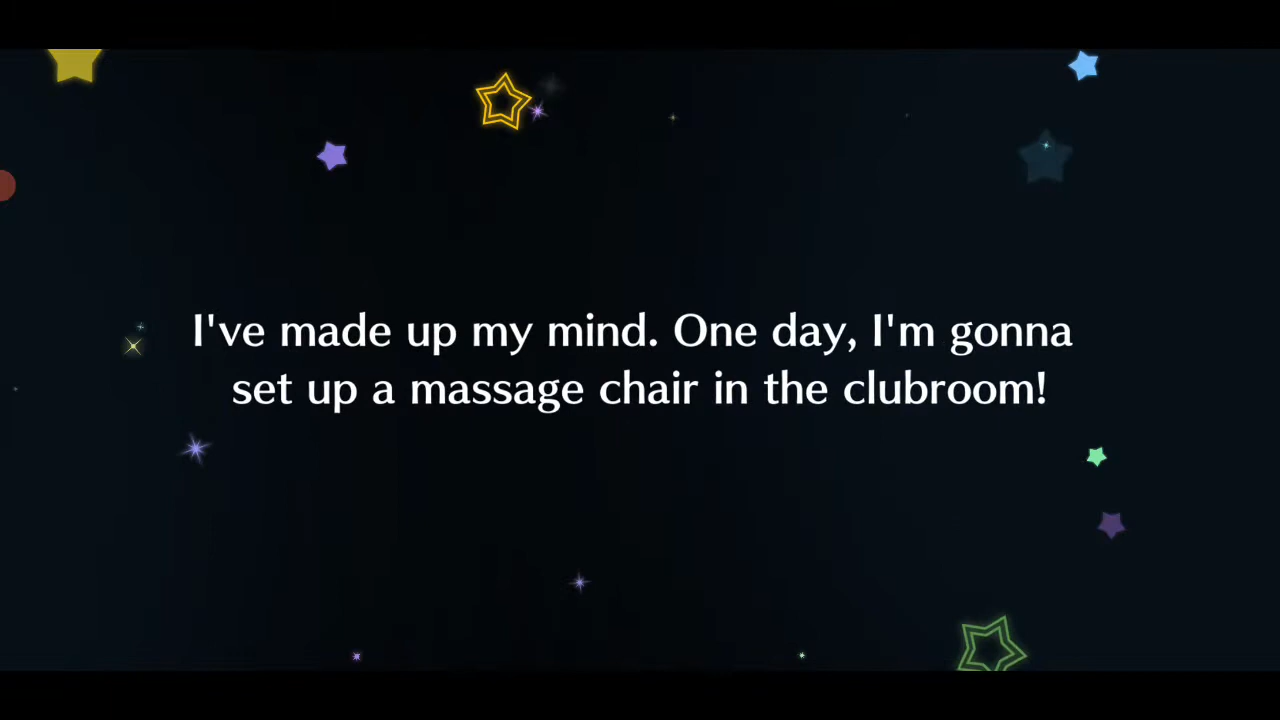 I've made up my mind. One day, I'm gonna
set up a massage chair in the clubroom!